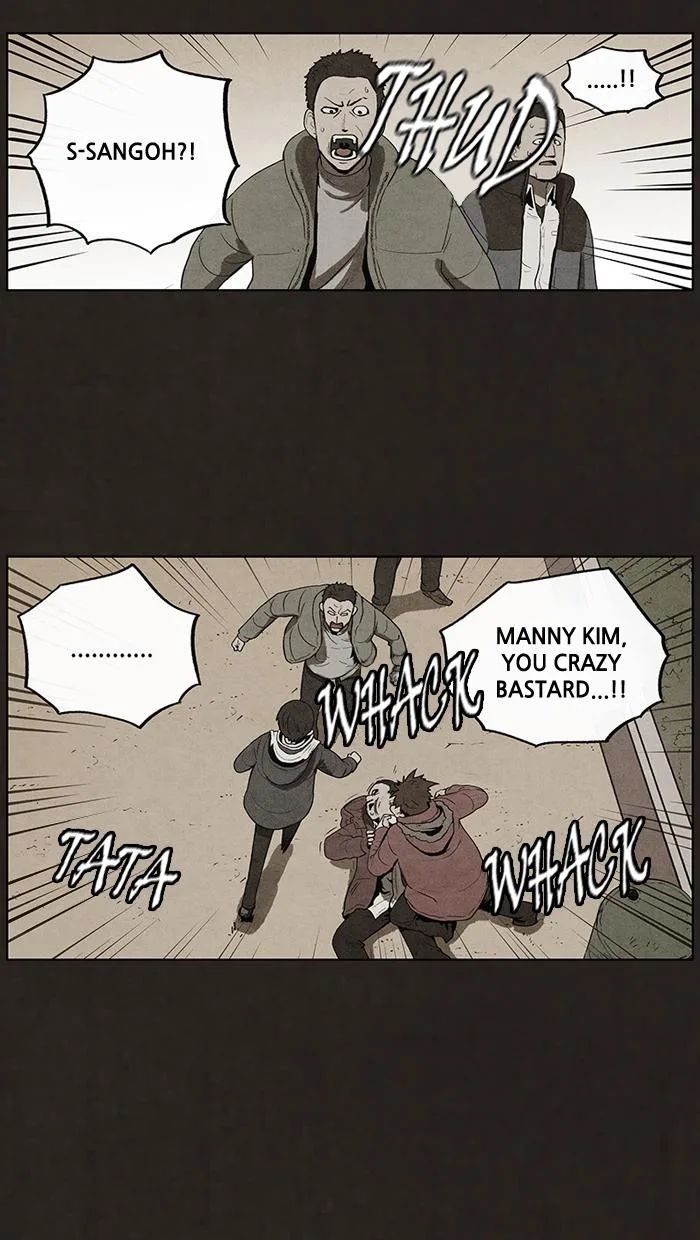 S-SANGOH?!
THUD
.....!!
............
MANNY KIM,
YOU CRAZY
BASTARD...!!
WHACK
TATA
WHACK